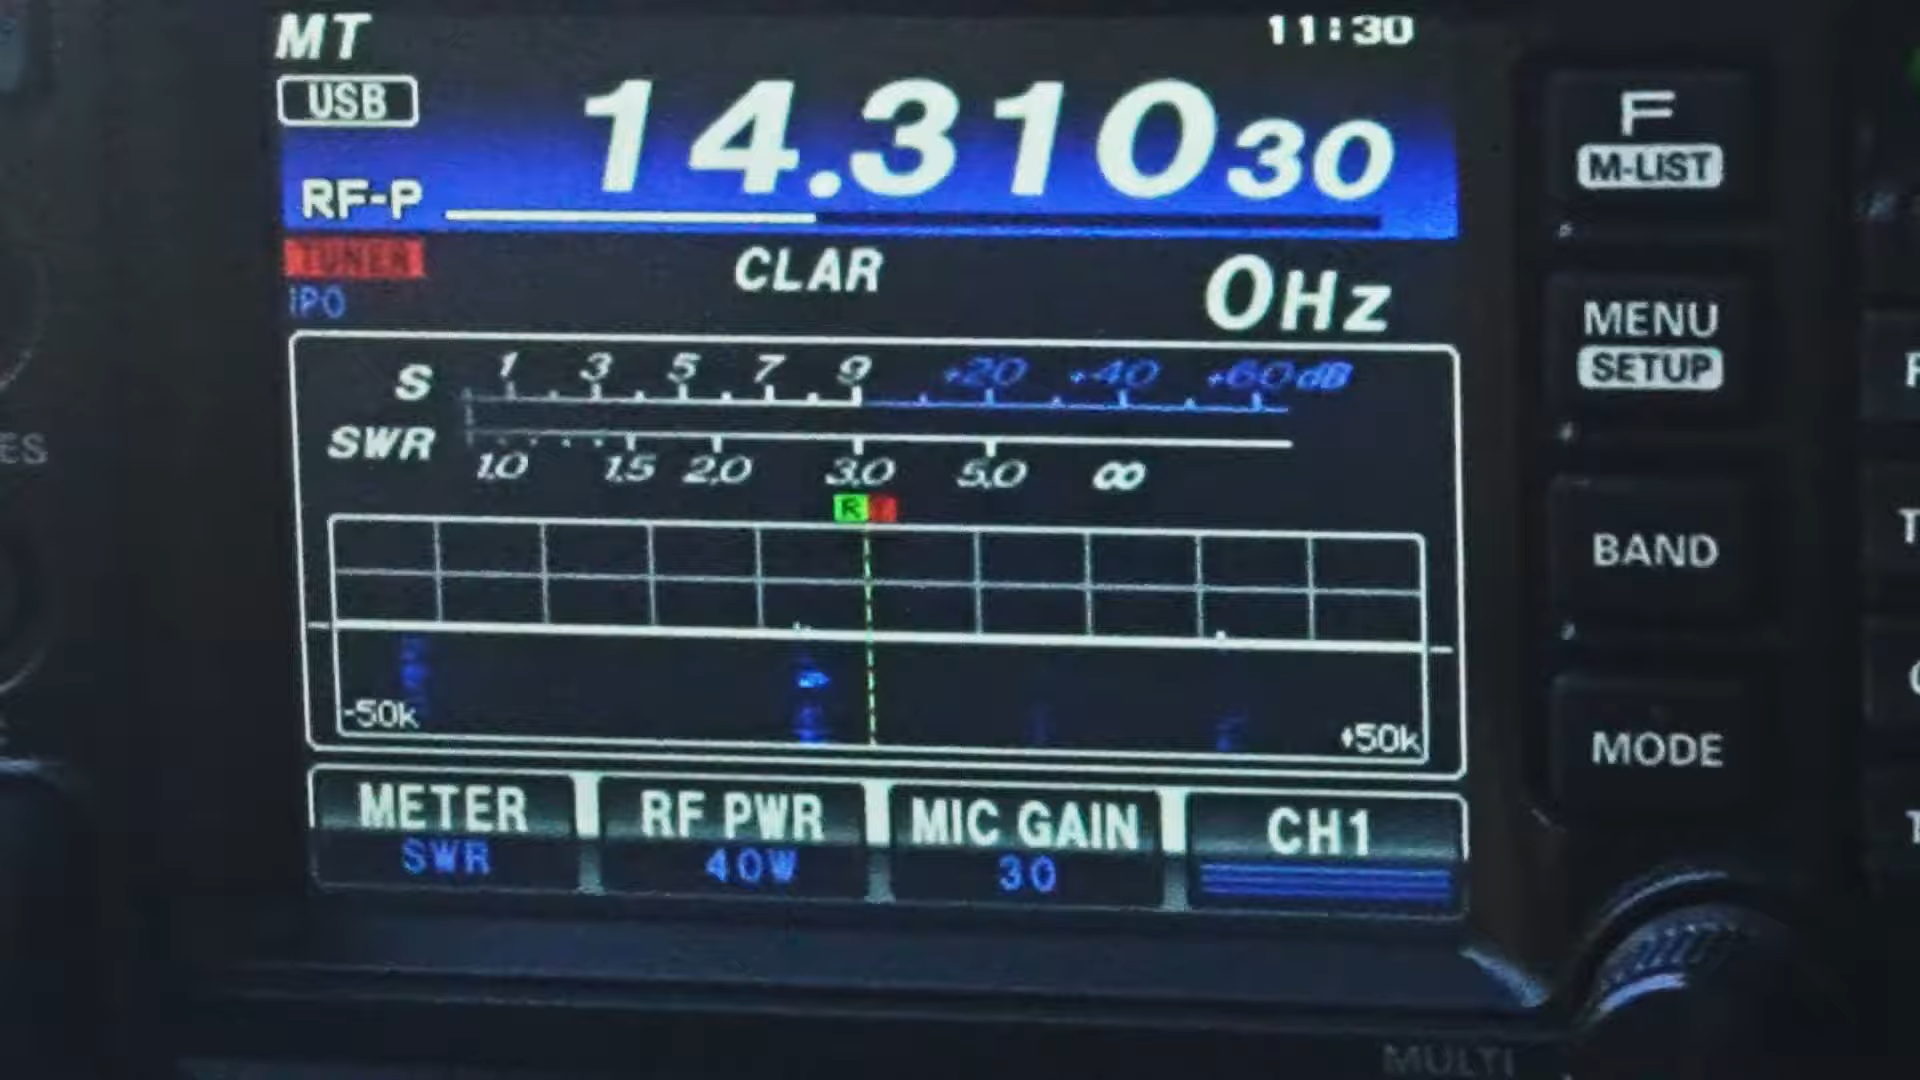 MT 11:30
USB 14.31030
RF-P
TUNER CLAR 0Hz
IPO
S 1 3 5 7 9 +20 +40 +60dB
SWR
1.0 1.5 2.0 3.0 5.0 ∞
R
-50k +50k
METER RF PWR MIC GAIN CH1
SWR 40W 30
F
M-LIST
MENU
SETUP
BAND
MODE
MULTI
ES